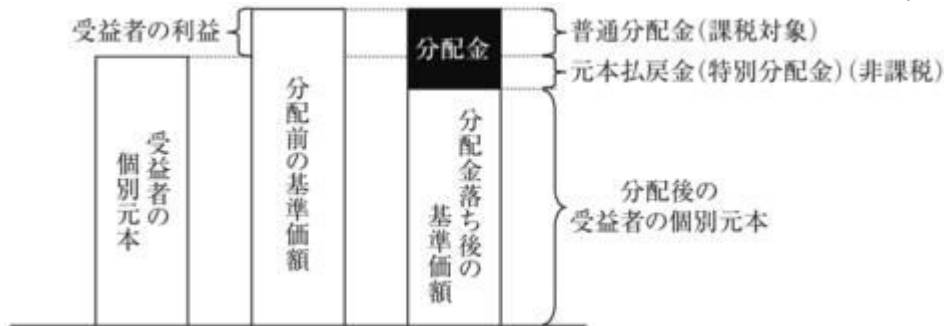 受益者の利益
分配金
普通分配金(課税対象)
元本払戻金(特別分配金)(非課税)
受益者の
個別元本
分配前の基準価額
分配金落ち後の
基準価額
分配後の
受益者の個別元本